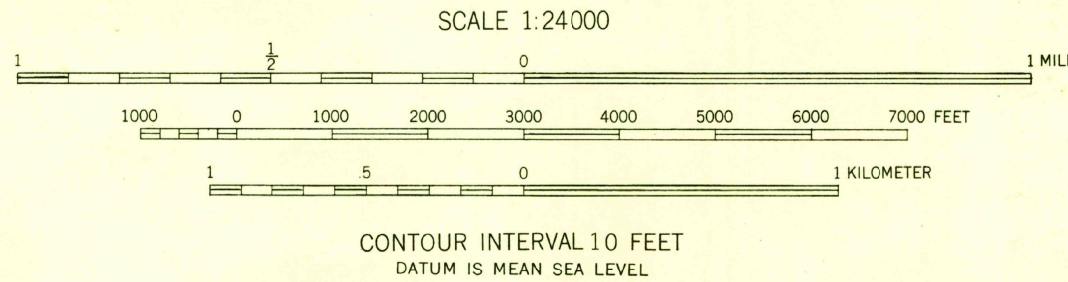 SCALE 1:24000
1 1/2 0 1
1000 0 1000 2000 3000 4000 5000 6000 7000 FEET
1 .5 0 1 KILOMETER
CONTOUR INTERVAL 10 FEET
DATUM IS MEAN SEA LEVEL